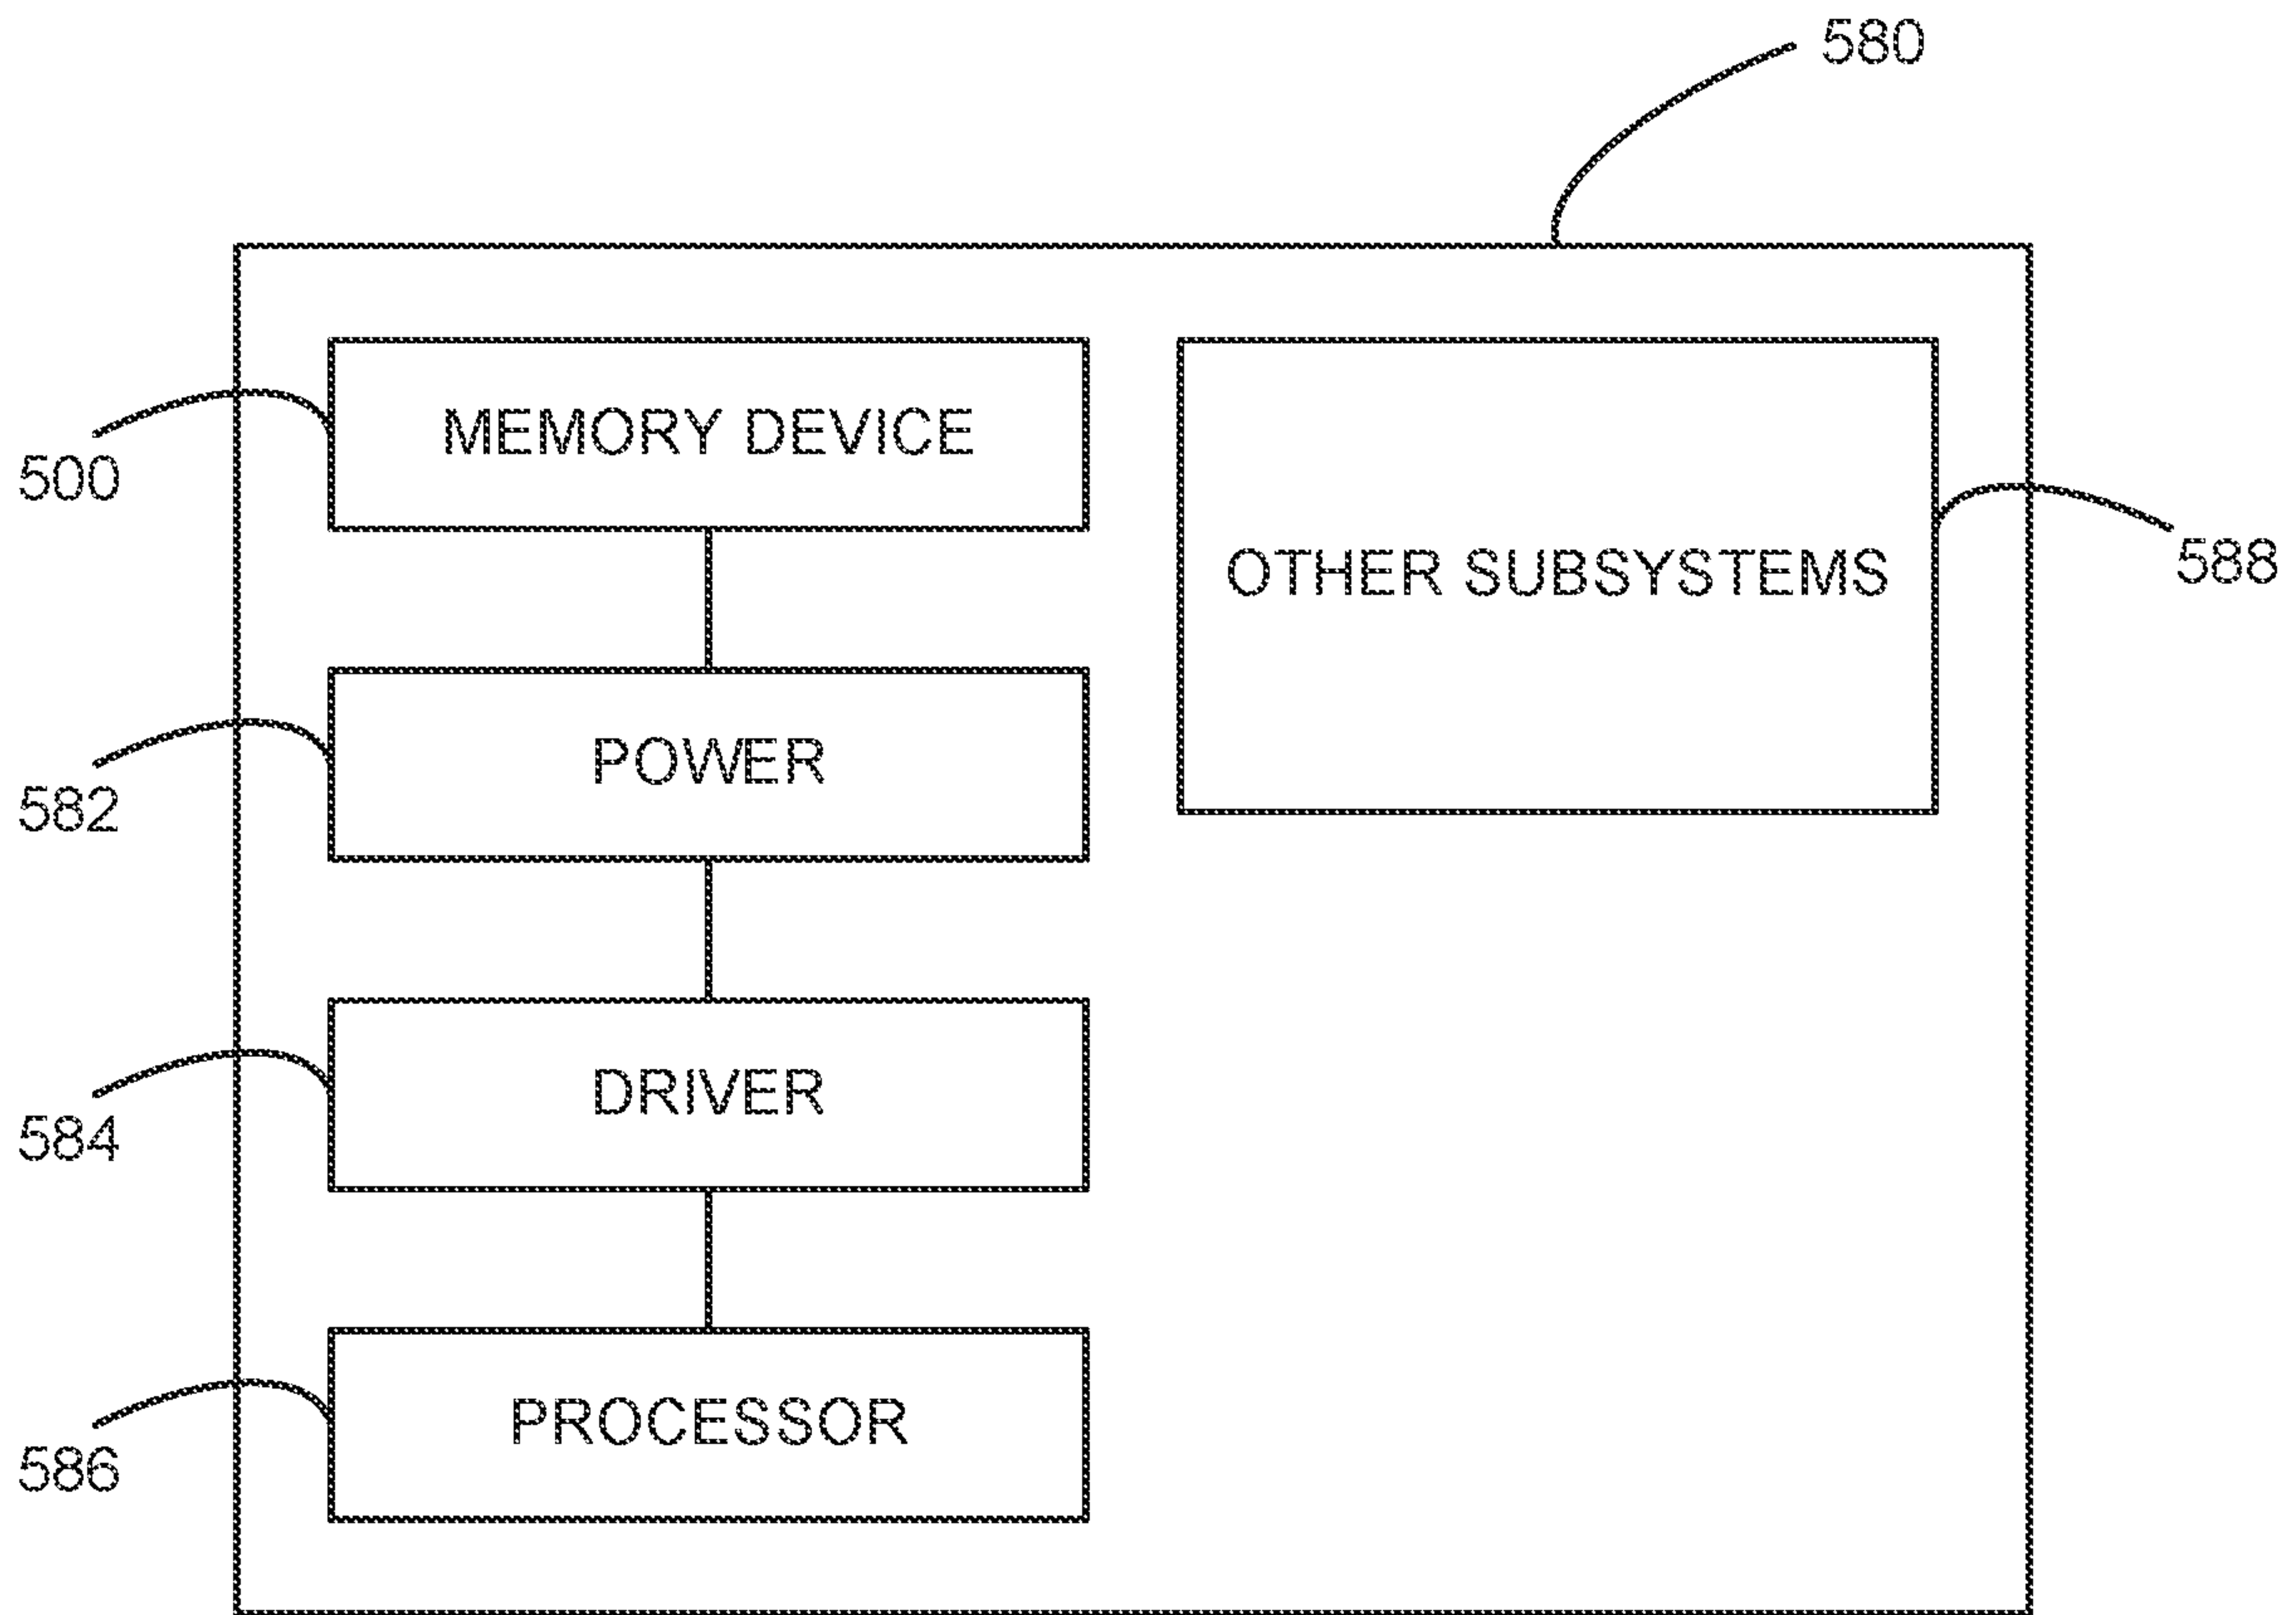 580
MEMORY DEVICE
500
OTHER SUBSYSTEMS
588
POWER
582
DRIVER
584
PROCESSOR
586